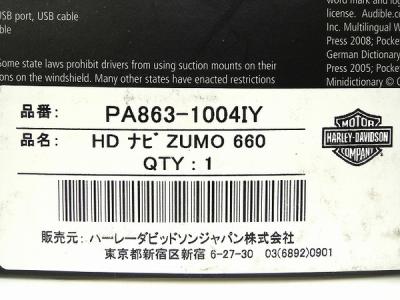 USB port, USB cable
Some state laws prohibit drivers from using suction mounts on their
on the windshield. Many other states have enacted restrictions
word mark and logos
license. Audible.co
Inc. Multilingual W
Press 2008; Pocke
German Dictionary
Press 2005; Pocke
Minidictionary ©
品番: PA863-1004IY
品名: HD ナビ ZUMO 660
QTY : 1
MOTOR
HARLEY-DAVIDSON
COMPANY
販売元: ハーレーダビッドソンジャパン株式会社
東京都新宿区新宿 6-27-30 03(6892)0901